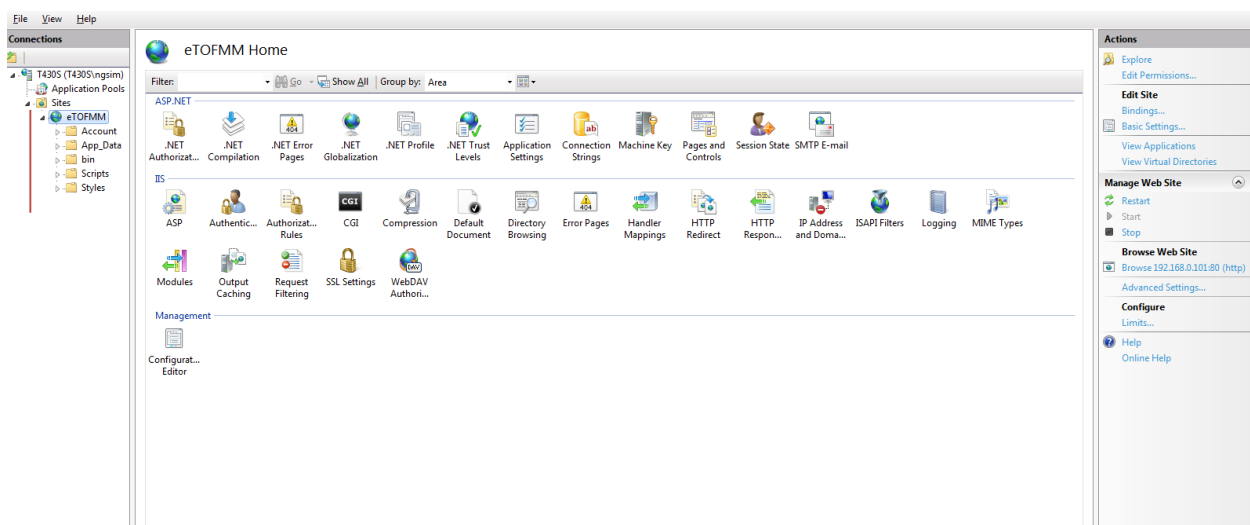 File View Help
Connections
T430S (T430S\ngsim)
Application Pools
Sites
eTOFMM
Account
App_Data
bin
Scripts
Styles
eTOFMM Home
Filter: Go Show All Group by: Area
ASP.NET
.NET Authorizat...
.NET Compilation
.NET Error Pages
.NET Globalization
.NET Profile
.NET Trust Levels
Application Settings
Connection Strings
Machine Key
Pages and Controls
Session State
SMTP E-mail
IIS
ASP
Authentic...
Authorizat... Rules
CGI
Compression
Default Document
Directory Browsing
Error Pages
Handler Mappings
HTTP Redirect
HTTP Respon...
IP Address and Doma...
ISAPI Filters
Logging
MIME Types
Modules
Output Caching
Request Filtering
SSL Settings
WebDAV Authori...
Management
Configurat... Editor
Actions
Explore
Edit Permissions...
Edit Site
Bindings...
Basic Settings...
View Applications
View Virtual Directories
Manage Web Site
Restart
Start
Stop
Browse Web Site
Browse 192.168.0.101:80 (http)
Advanced Settings...
Configure
Limits...
Help
Online Help